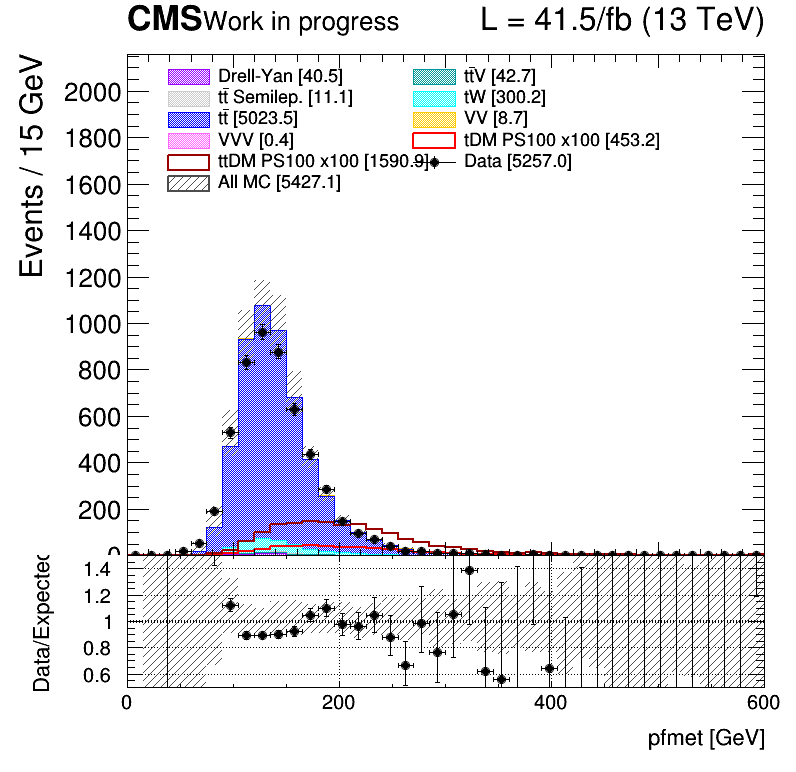 CMS Work in progress L = 41.5/fb (13 TeV)
Events / 15 GeV
Drell-Yan [40.5] tt̄V [42.7]
tt̄ Semilep. [11.1] tW [300.2]
tt̄ [5023.5] VV [8.7]
VVV [0.4] tDM PS100 x100 [453.2]
ttDM PS100 x100 [1590.9] Data [5257.0]
All MC [5427.1]
2000
1800
1600
1400
1200
1000
800
600
400
200
0
Data/Expected
1.4
1.2
1
0.8
0.6
0 200 400 600
pfmet [GeV]